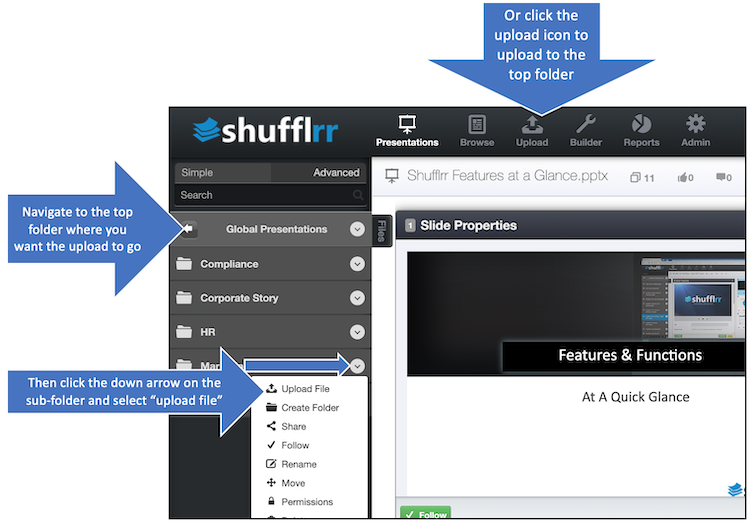 Or click the
upload icon to
upload to the
top folder
shufflrr
Presentations
Browse
Upload
Builder
Reports
Admin
Simple
Advanced
Shufflrr Features at a Glance.pptx
11
0
0
Search
Navigate to the top
folder where you
want the upload to go
Global Presentations
Files
1 Slide Properties
Compliance
Corporate Story
HR
Mar
shufflrr
Features & Functions
At A Quick Glance
Then click the down arrow on the
sub-folder and select “upload file”
Upload File
Create Folder
Share
Follow
Rename
Move
Permissions
Follow